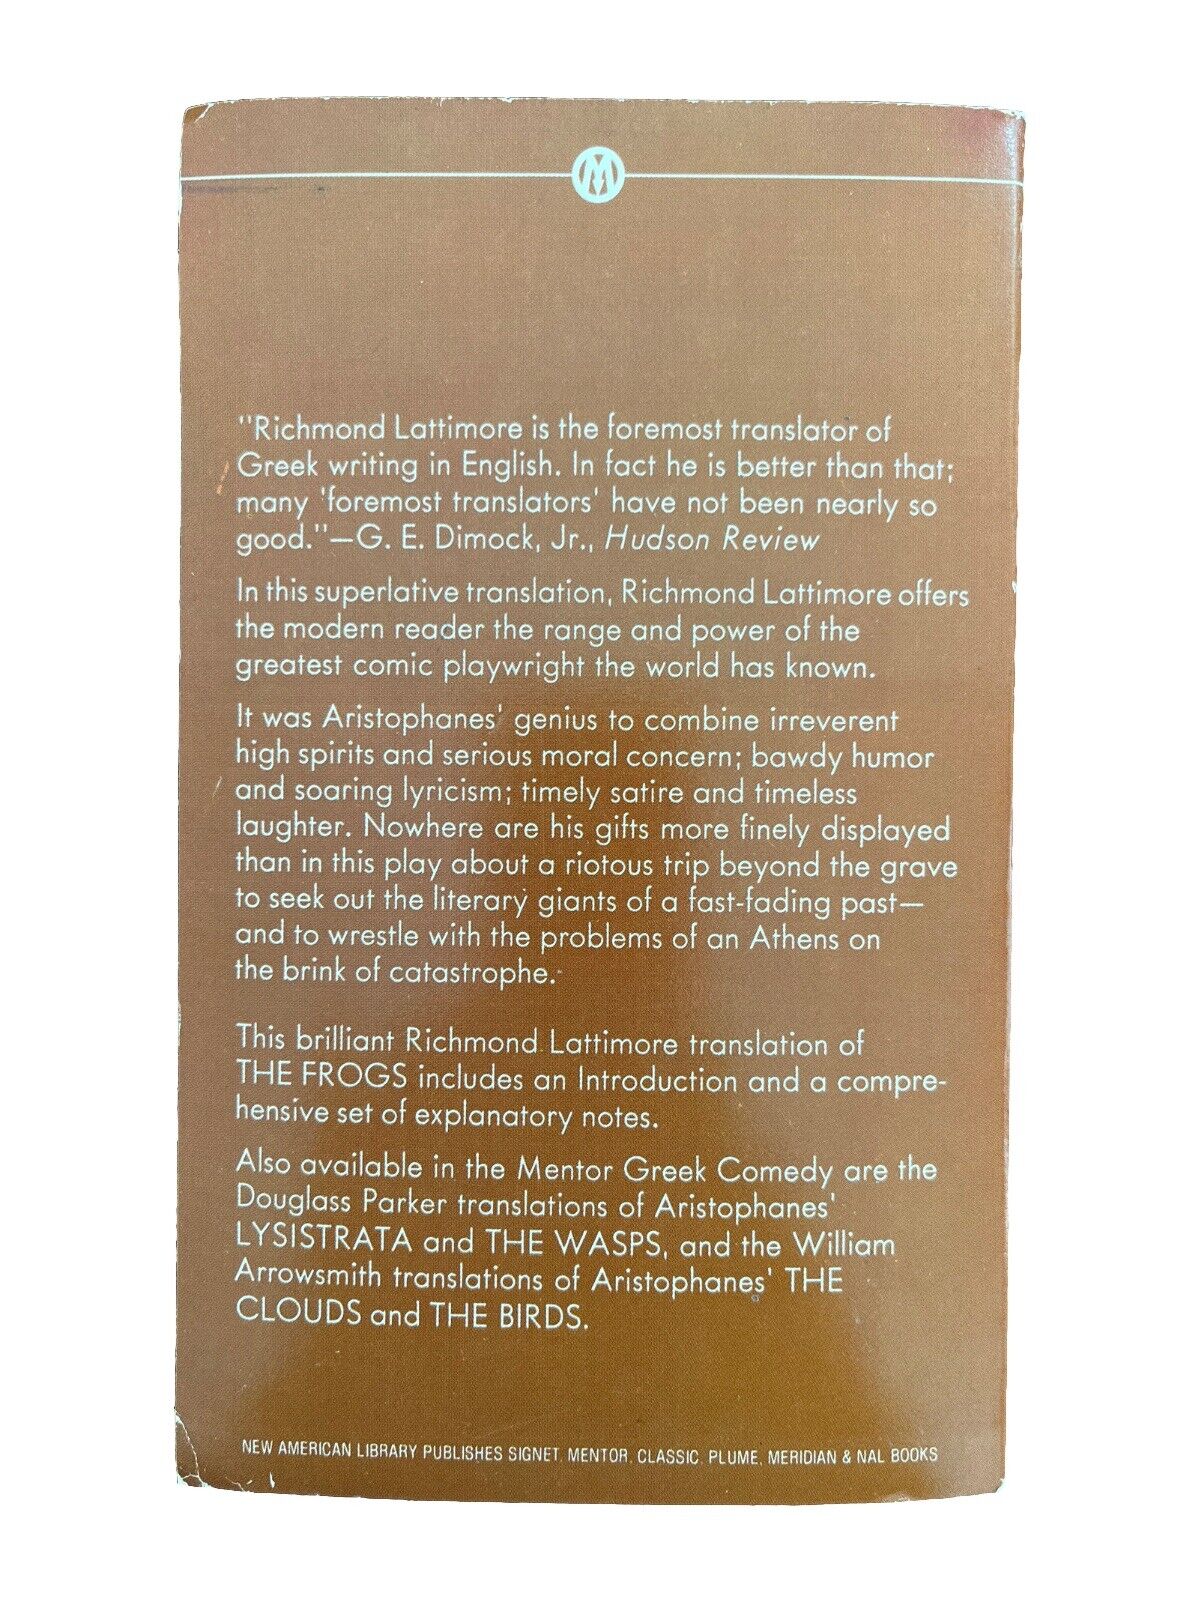 M
"Richmond Lattimore is the foremost translator of
Greek writing in English. In fact he is better than that;
many 'foremost translators' have not been nearly so
good."—G. E. Dimock, Jr., Hudson Review
In this superlative translation, Richmond Lattimore offers
the modern reader the range and power of the
greatest comic playwright the world has known.
It was Aristophanes' genius to combine irreverent
high spirits and serious moral concern; bawdy humor
and soaring lyricism; timely satire and timeless
laughter. Nowhere are his gifts more finely displayed
than in this play about a riotous trip beyond the grave
to seek out the literary giants of a fast-fading past—
and to wrestle with the problems of an Athens on
the brink of catastrophe.
This brilliant Richmond Lattimore translation of
THE FROGS includes an Introduction and a compre-
hensive set of explanatory notes.
Also available in the Mentor Greek Comedy are the
Douglass Parker translations of Aristophanes'
LYSISTRATA and THE WASPS, and the William
Arrowsmith translations of Aristophanes' THE
CLOUDS and THE BIRDS.
NEW AMERICAN LIBRARY PUBLISHES SIGNET, MENTOR, CLASSIC, PLUME, MERIDIAN & NAL BOOKS